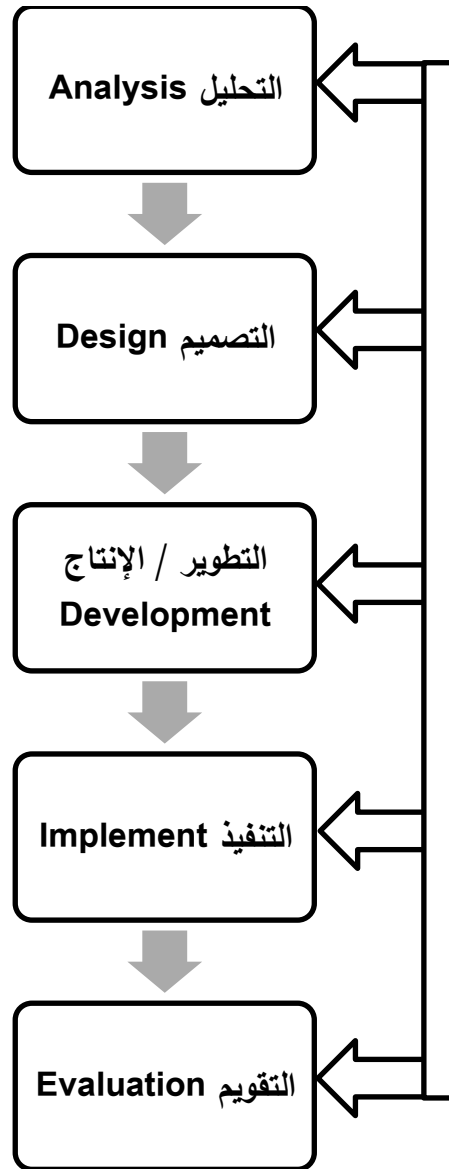 التحليل Analysis
التصميم Design
التطوير / الإنتاج
Development
التنفيذ Implement
التقويم Evaluation